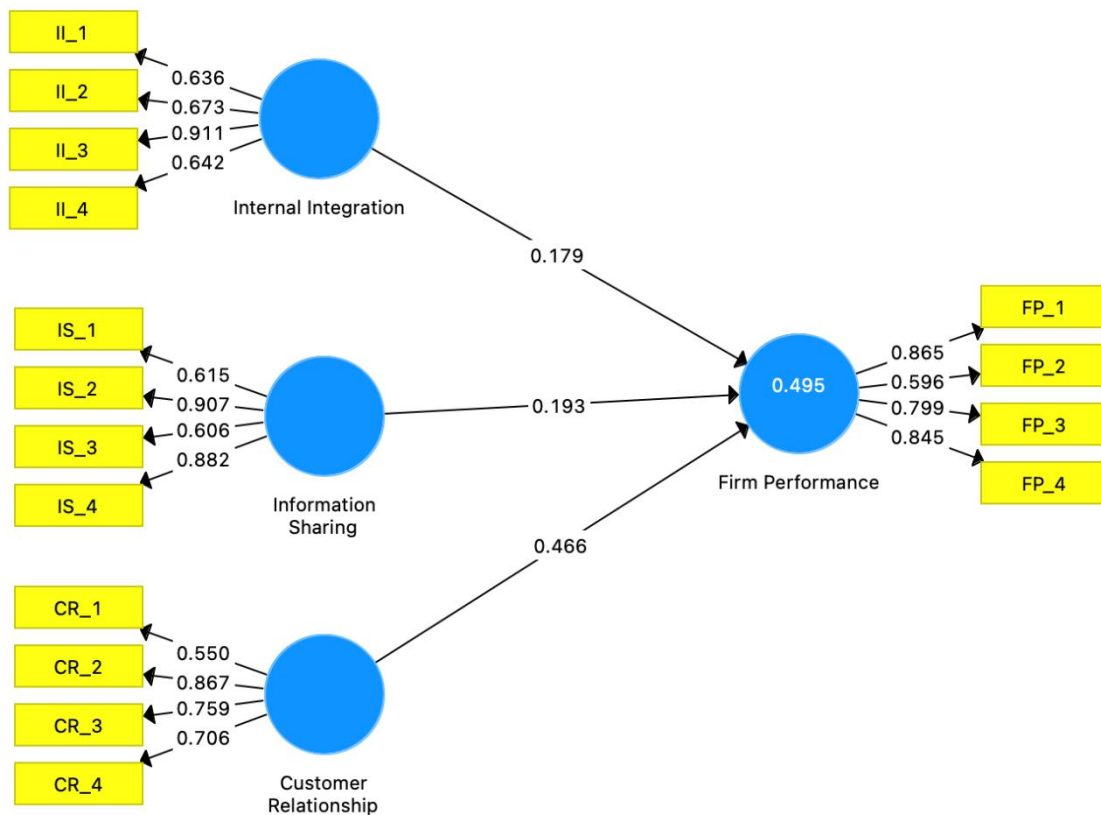 II_1
II_2
II_3
II_4
0.636
0.673
0.911
0.642
Internal Integration
0.179
IS_1
IS_2
IS_3
IS_4
0.615
0.907
0.606
0.882
Information
Sharing
0.193
CR_1
CR_2
CR_3
CR_4
0.550
0.867
0.759
0.706
Customer
Relationship
0.466
0.495
Firm Performance
0.865
0.596
0.799
0.845
FP_1
FP_2
FP_3
FP_4